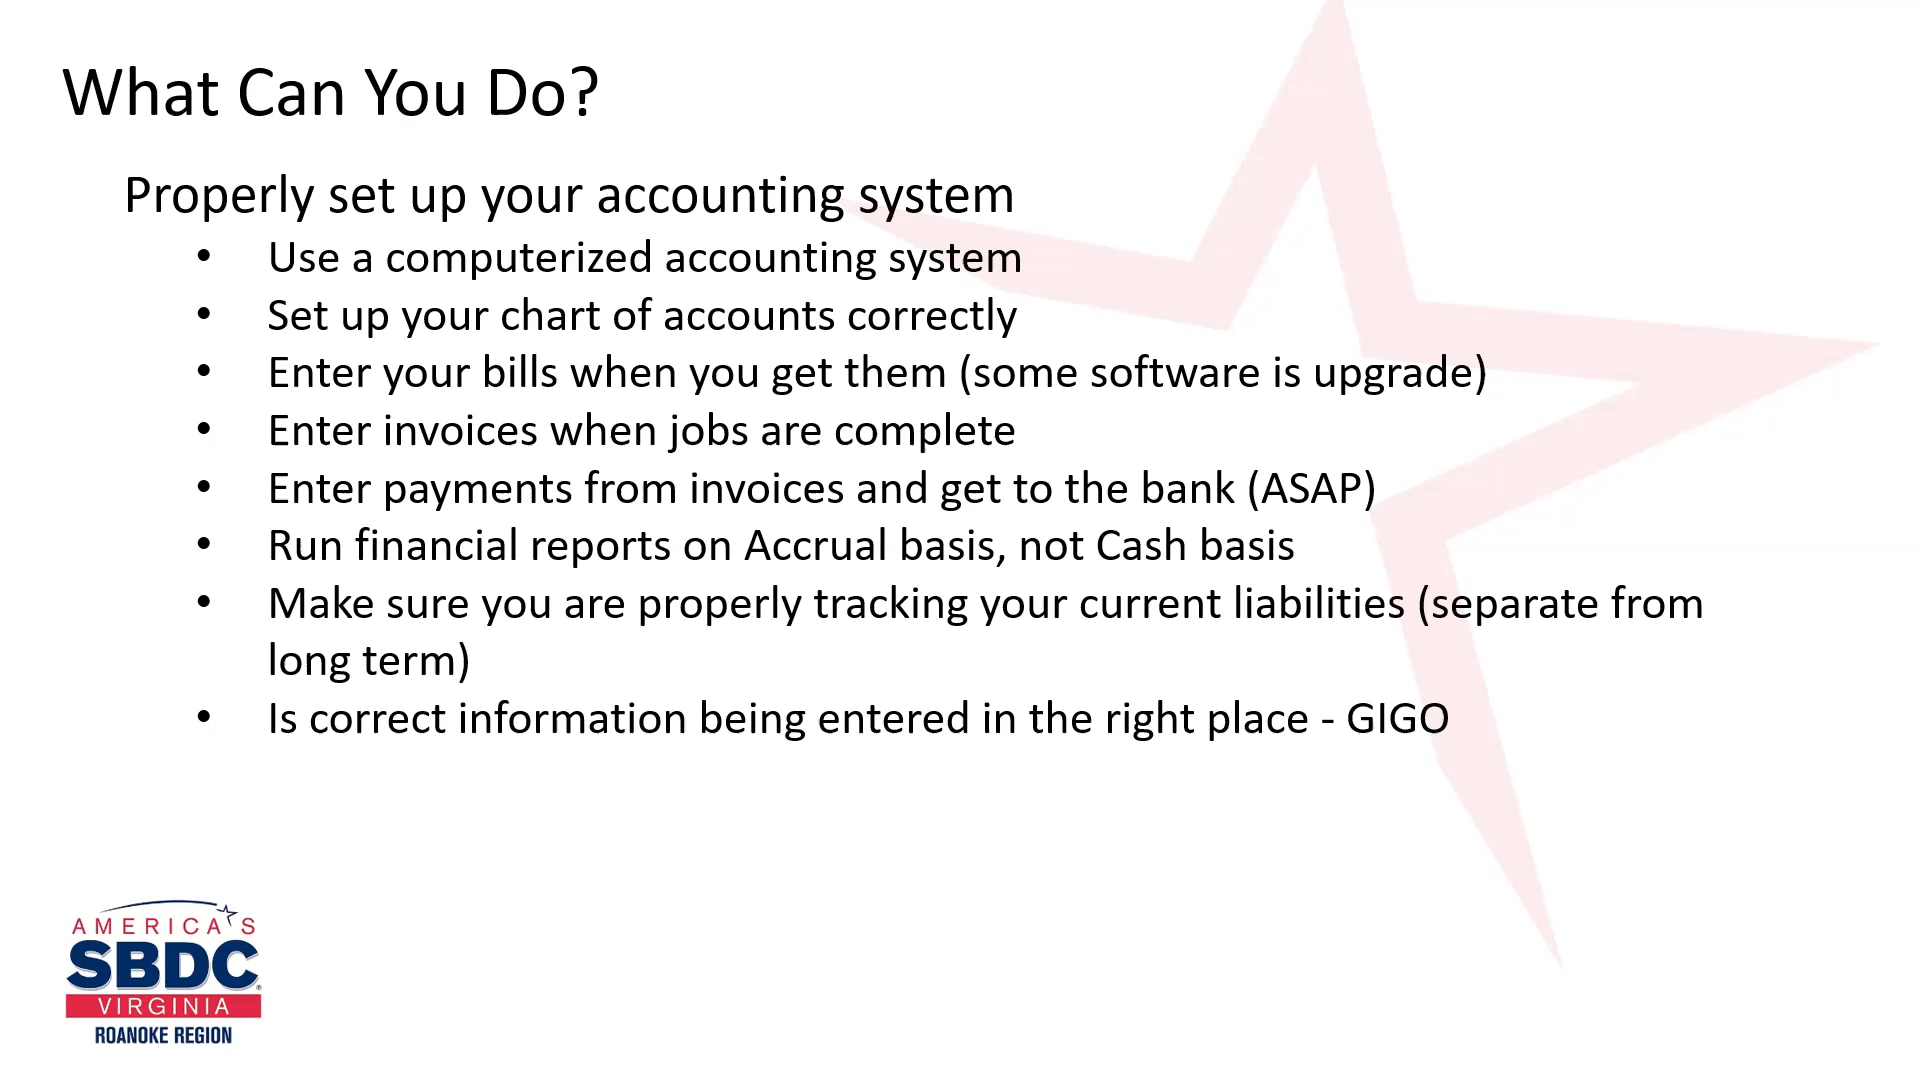 What Can You Do?
Properly set up your accounting system
• Use a computerized accounting system
• Set up your chart of accounts correctly
• Enter your bills when you get them (some software is upgrade)
• Enter invoices when jobs are complete
• Enter payments from invoices and get to the bank (ASAP)
• Run financial reports on Accrual basis, not Cash basis
• Make sure you are properly tracking your current liabilities (separate from
long term)
• Is correct information being entered in the right place - GIGO
AMERICA'S
SBDC®
VIRGINIA
ROANOKE REGION